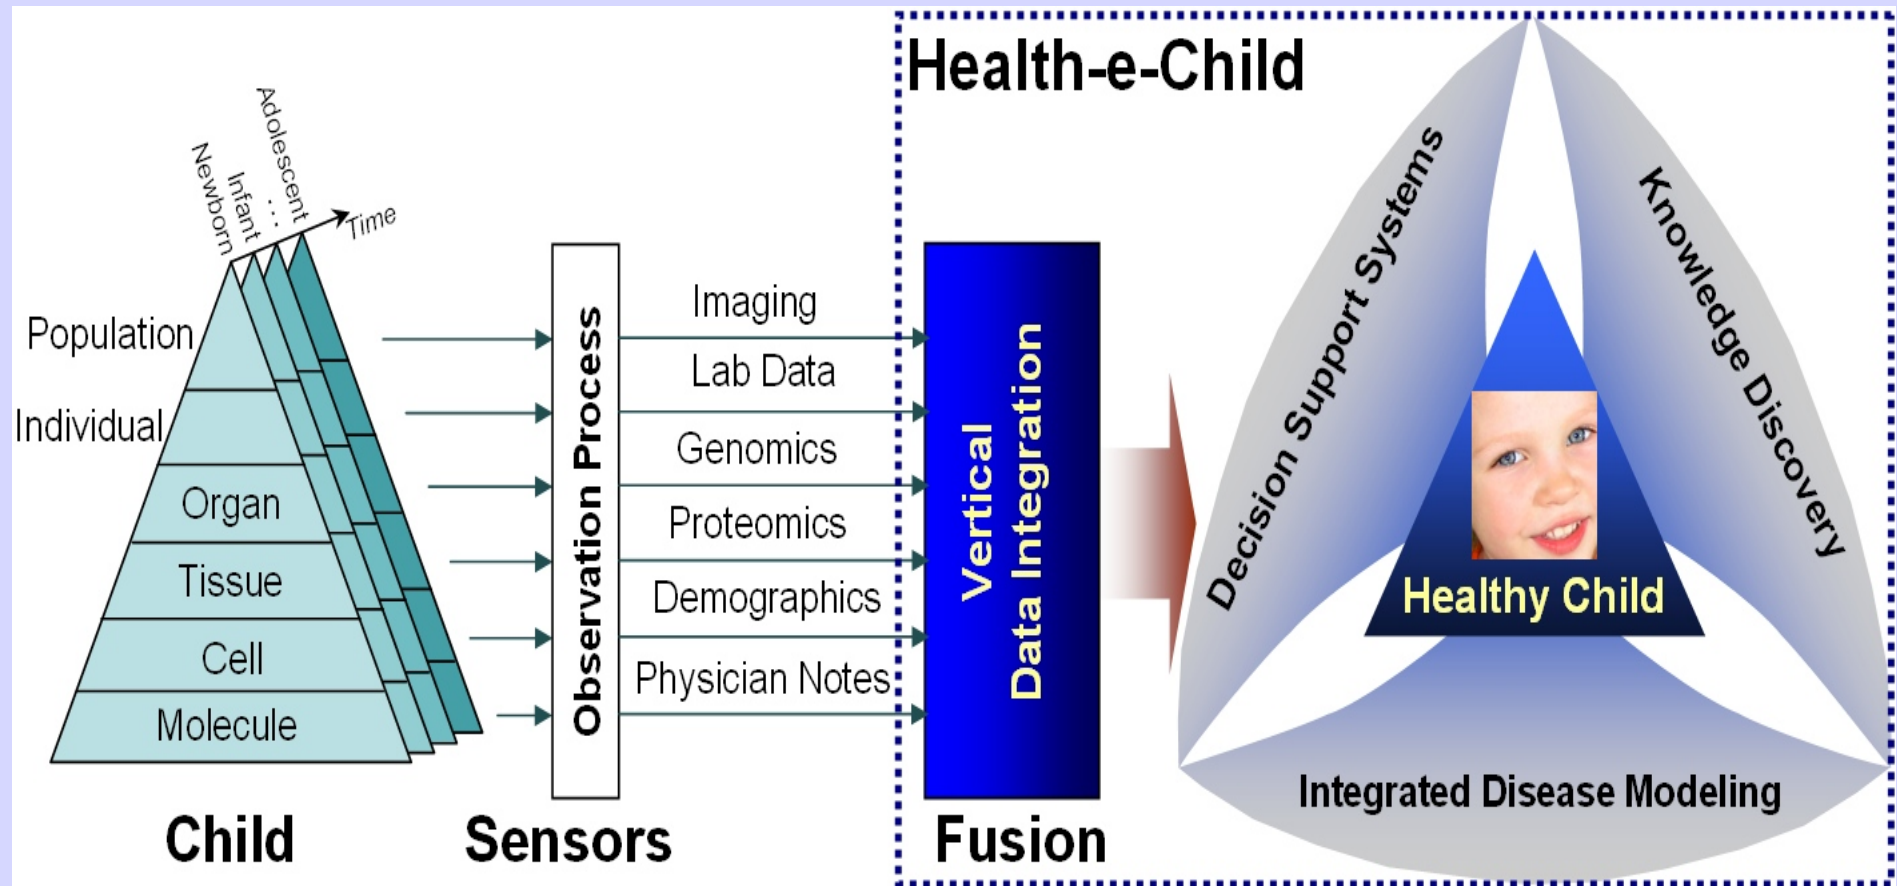 Health-e-Child
Newborn
Infant
...
Adolescent
Time
Population
Individual
Organ
Tissue
Cell
Molecule
Child
Observation Process
Sensors
Imaging
Lab Data
Genomics
Proteomics
Demographics
Physician Notes
Vertical
Data Integration
Fusion
Decision Support Systems
Knowledge Discovery
Healthy Child
Integrated Disease Modeling